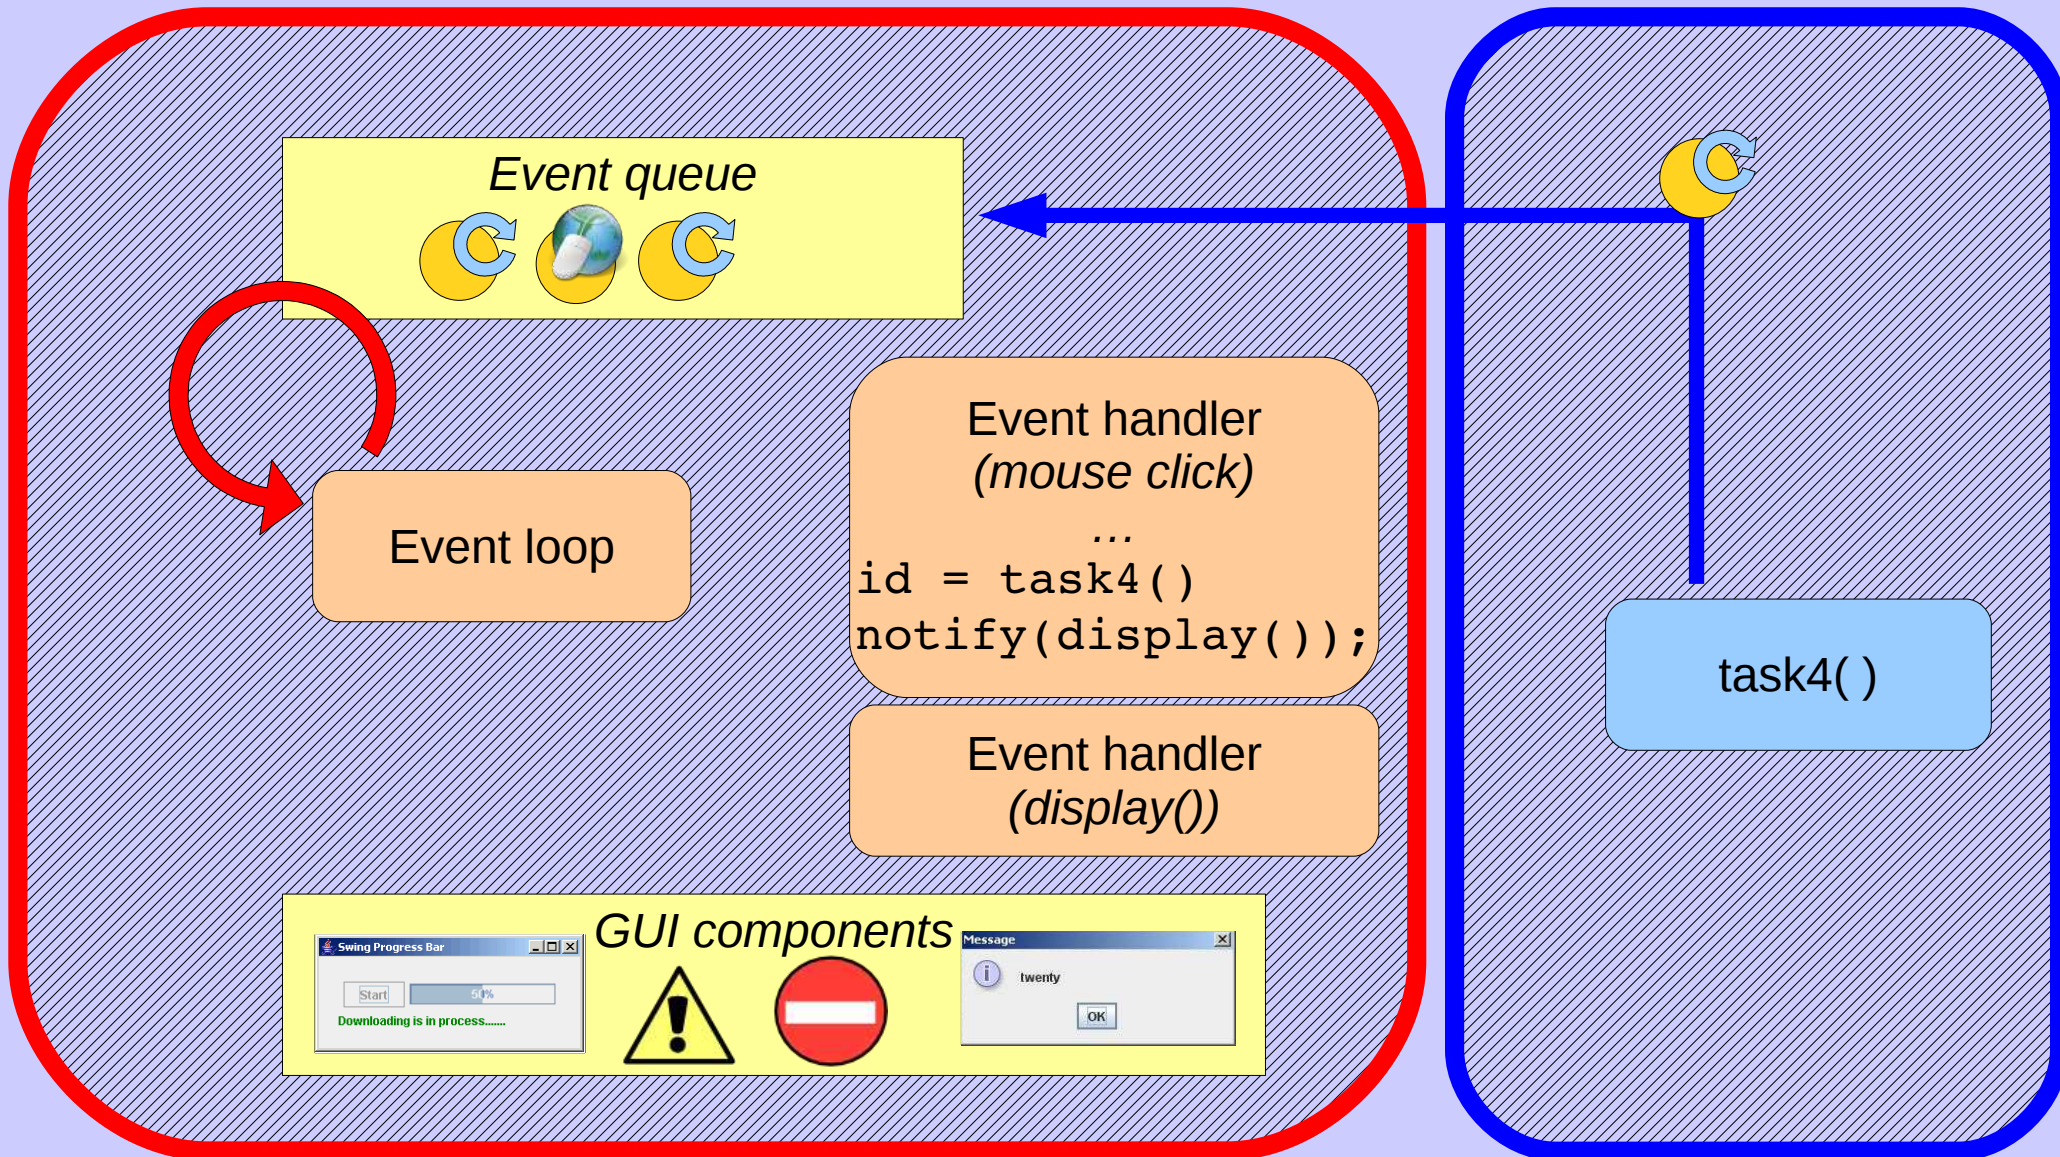 Event queue
Event handler
(mouse click)
...
id = task4()
notify(display());
Event loop
task4( )
Event handler
(display())
GUI components
Swing Progress Bar
Start
50%
Downloading is in process.......
Message
i
twenty
OK